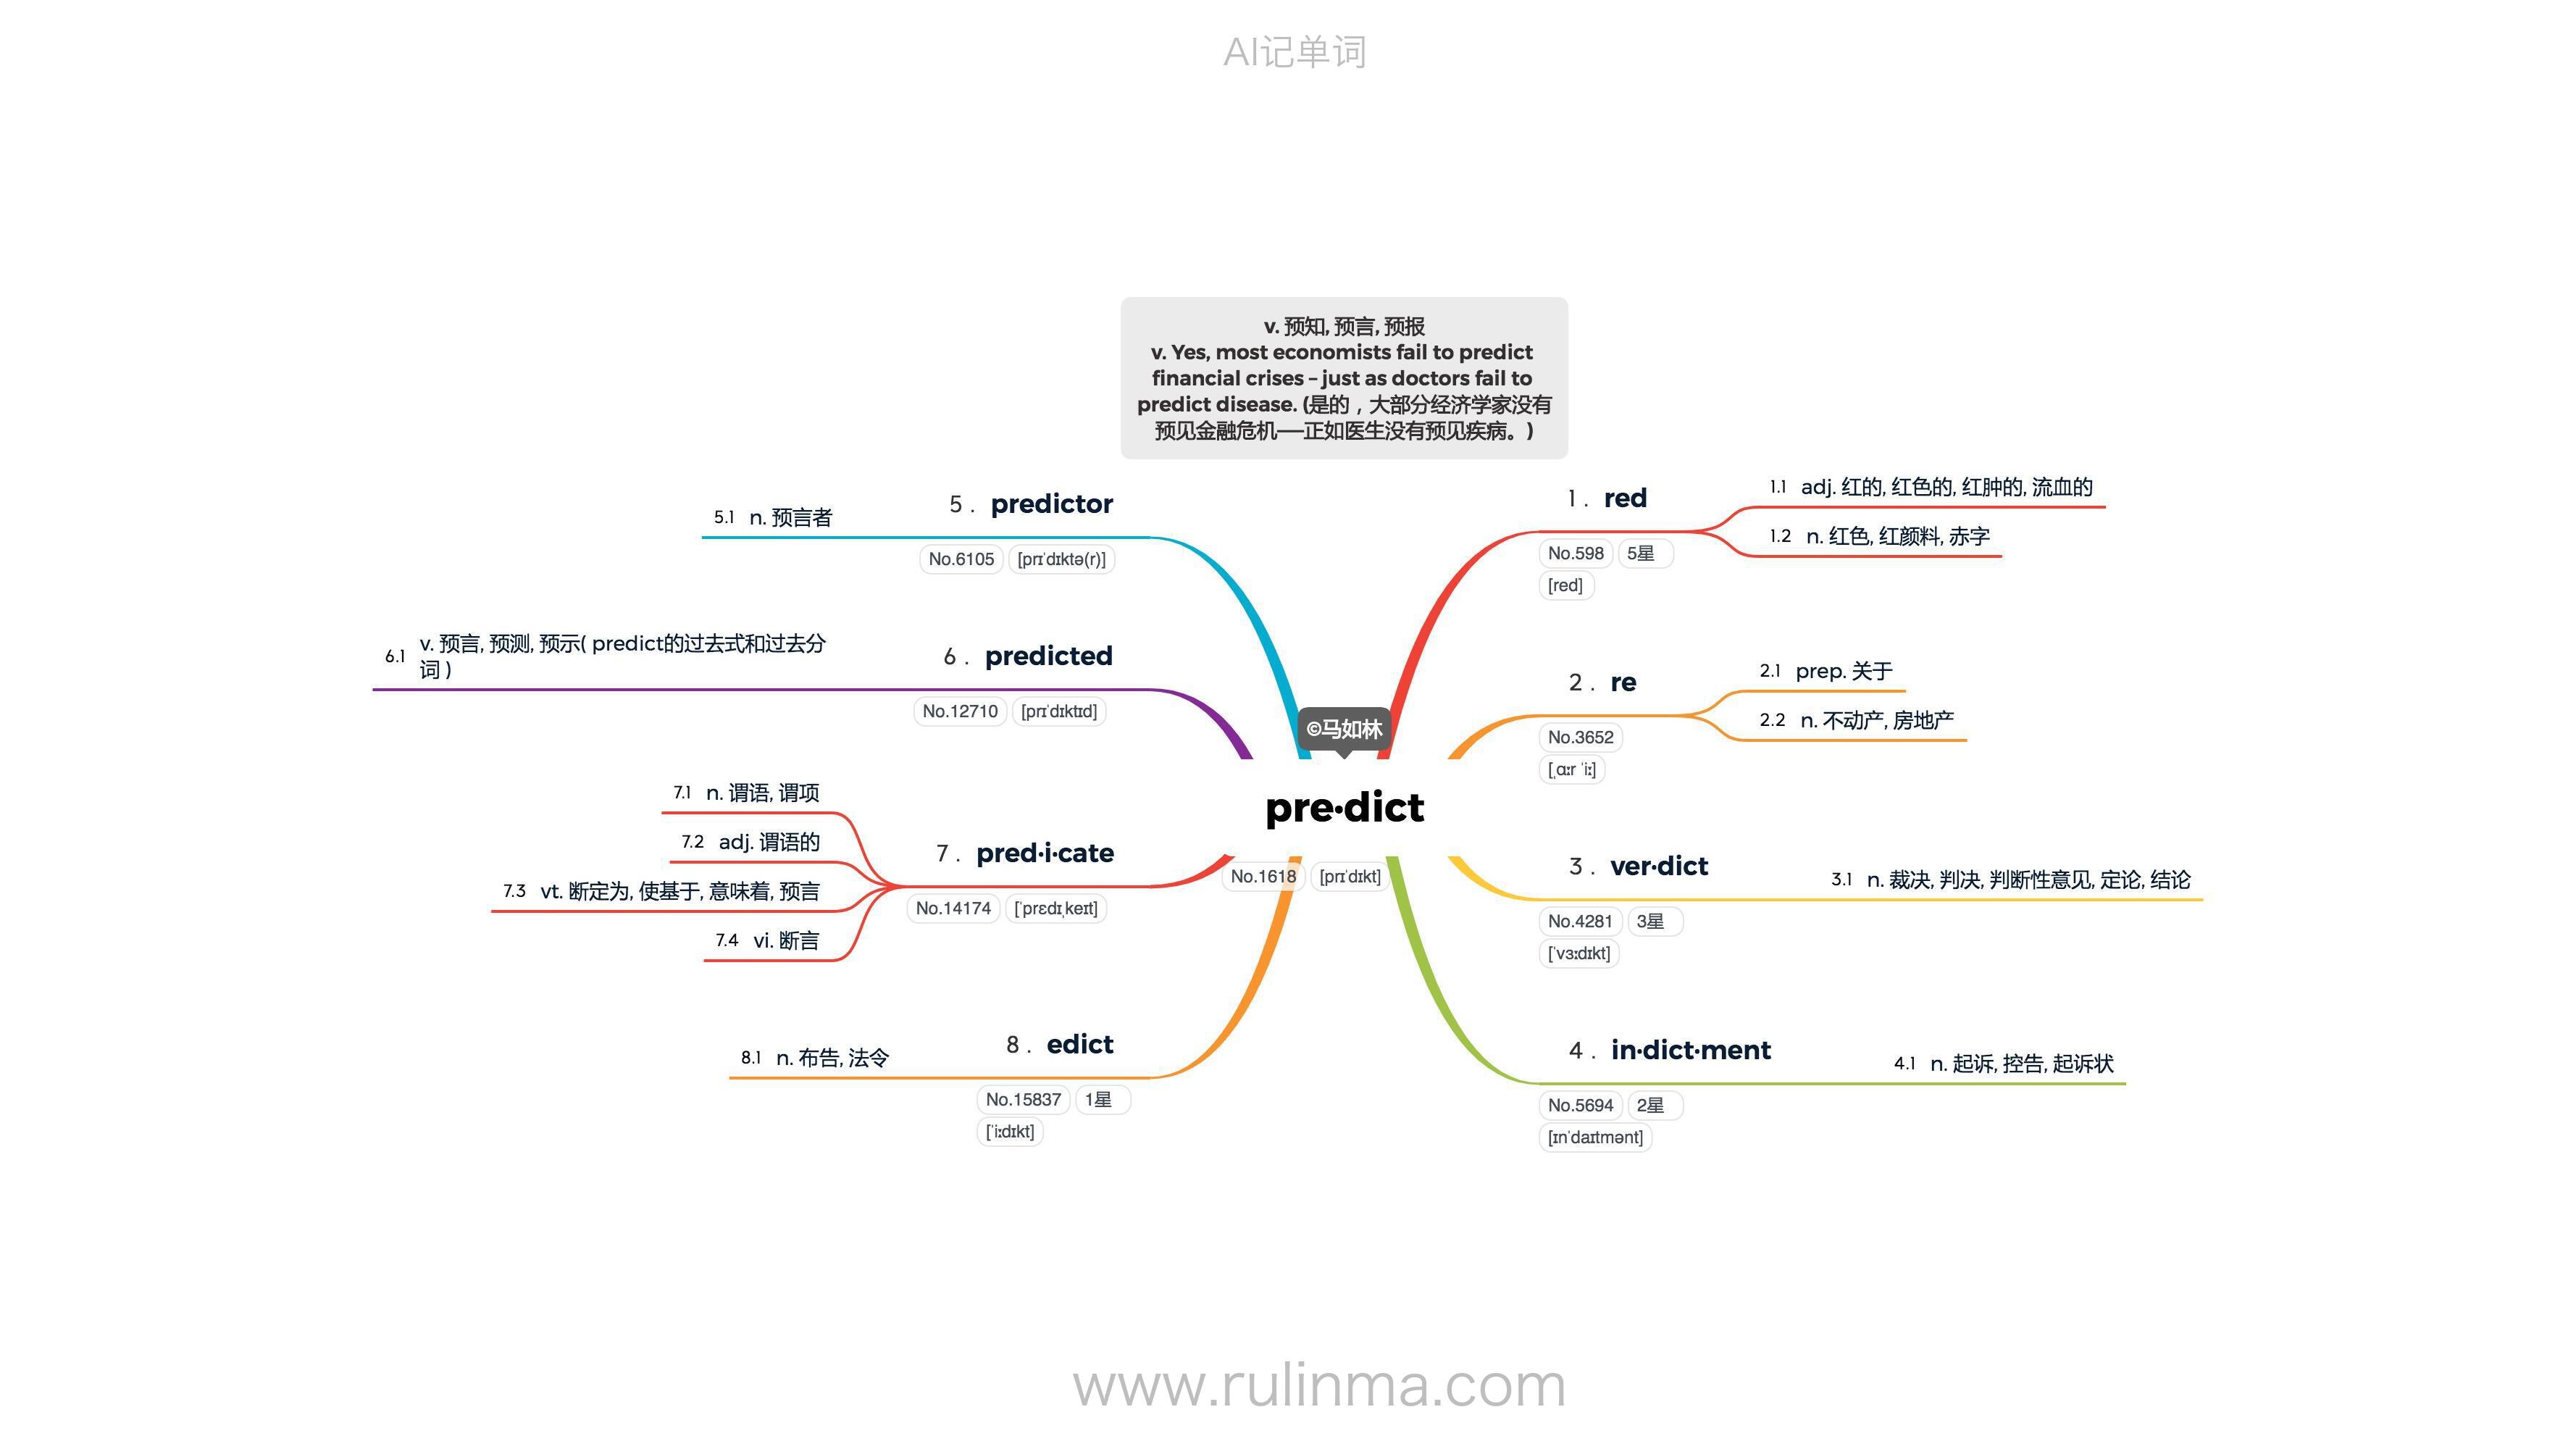 AI记单词
v. 预知, 预言, 预报
v. Yes, most economists fail to predict
financial crises – just as doctors fail to
predict disease. (是的，大部分经济学家没有
预见金融危机——正如医生没有预见疾病。)
©马如林
pre·dict
No.1618 [prɪˈdɪkt]
1 . red
No.598 5星
[red]
1.1 adj. 红的, 红色的, 红肿的, 流血的
1.2 n. 红色, 红颜料, 赤字
2 . re
No.3652
[ˌɑːr ˈiː]
2.1 prep. 关于
2.2 n. 不动产, 房地产
3 . ver·dict
No.4281 3星
[ˈvɜːdɪkt]
3.1 n. 裁决, 判决, 判断性意见, 定论, 结论
4 . in·dict·ment
No.5694 2星
[ɪnˈdaɪtmənt]
4.1 n. 起诉, 控告, 起诉状
5 . predictor
No.6105 [prɪˈdɪktə(r)]
5.1 n. 预言者
6 . predicted
No.12710 [prɪˈdɪktɪd]
6.1 v. 预言, 预测, 预示( predict的过去式和过去分
词 )
7 . pred·i·cate
No.14174 [ˈprɛdɪˌkeɪt]
7.1 n. 谓语, 谓项
7.2 adj. 谓语的
7.3 vt. 断定为, 使基于, 意味着, 预言
7.4 vi. 断言
8 . edict
No.15837 1星
[ˈiːdɪkt]
8.1 n. 布告, 法令
www.rulinma.com